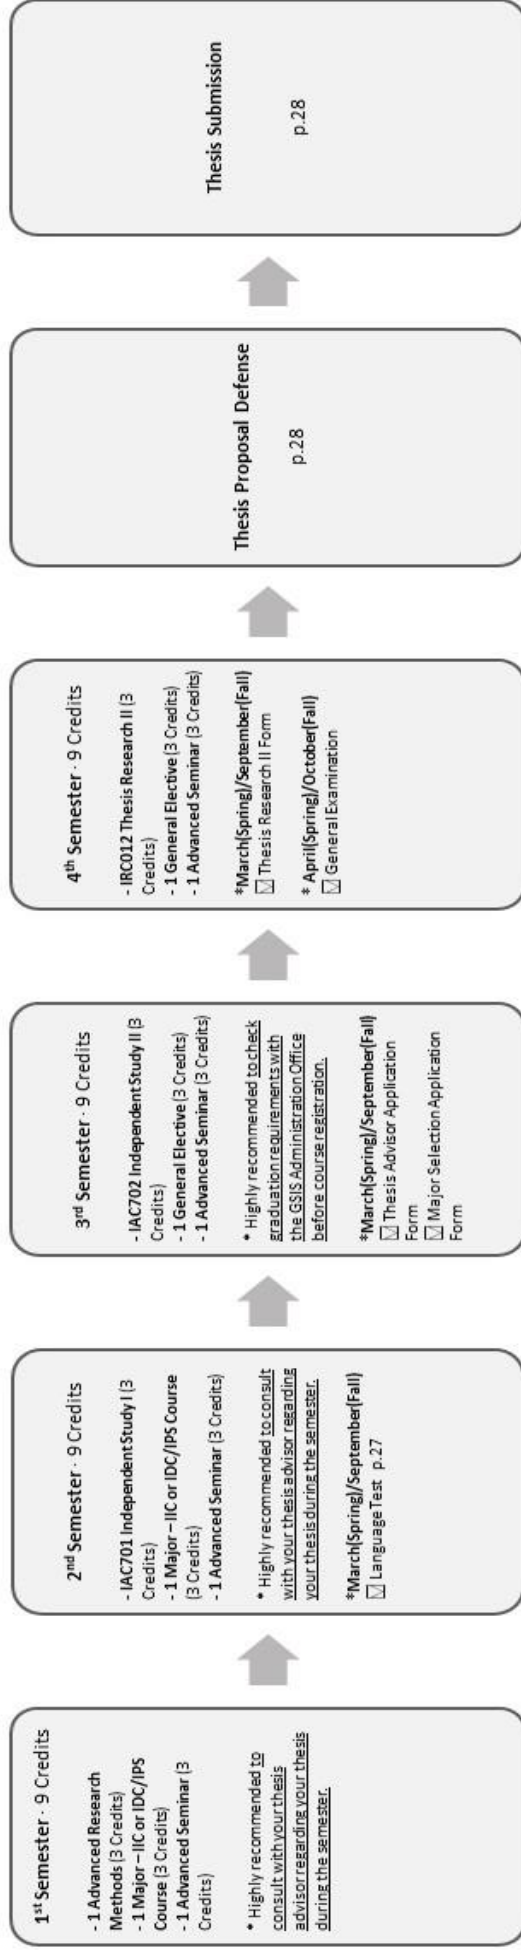 1st Semester · 9 Credits
- 1 Advanced Research
Methods (3 Credits)
- 1 Major – IIC or IDC/IPS
Course (3 Credits)
- 1 Advanced Seminar (3
Credits)
* Highly recommended to
consult with your thesis
advisor regarding your thesis
during the semester.
2nd Semester · 9 Credits
- IAC701 Independent Study I (3
Credits)
- 1 Major – IIC or IDC/IPS Course
(3 Credits)
- 1 Advanced Seminar (3 Credits)
* Highly recommended to consult
with your thesis advisor regarding
your thesis during the semester.
*March(Spring)/September(Fall)
☑ Language Test p.27
3rd Semester · 9 Credits
- IAC702 Independent Study II (3
Credits)
- 1 General Elective (3 Credits)
- 1 Advanced Seminar (3 Credits)
* Highly recommended to check
graduation requirements with
the GSIS Administration Office
before course registration.
*March(Spring)/September(Fall)
☑ Thesis Advisor Application
Form
☑ Major Selection Application
Form
4th Semester · 9 Credits
- IRC012 Thesis Research II (3
Credits)
- 1 General Elective (3 Credits)
- 1 Advanced Seminar (3 Credits)
*March(Spring)/September(Fall)
☑ Thesis Research II Form
* April(Spring)/October(Fall)
☑ General Examination
Thesis Proposal Defense
p.28
Thesis Submission
p.28